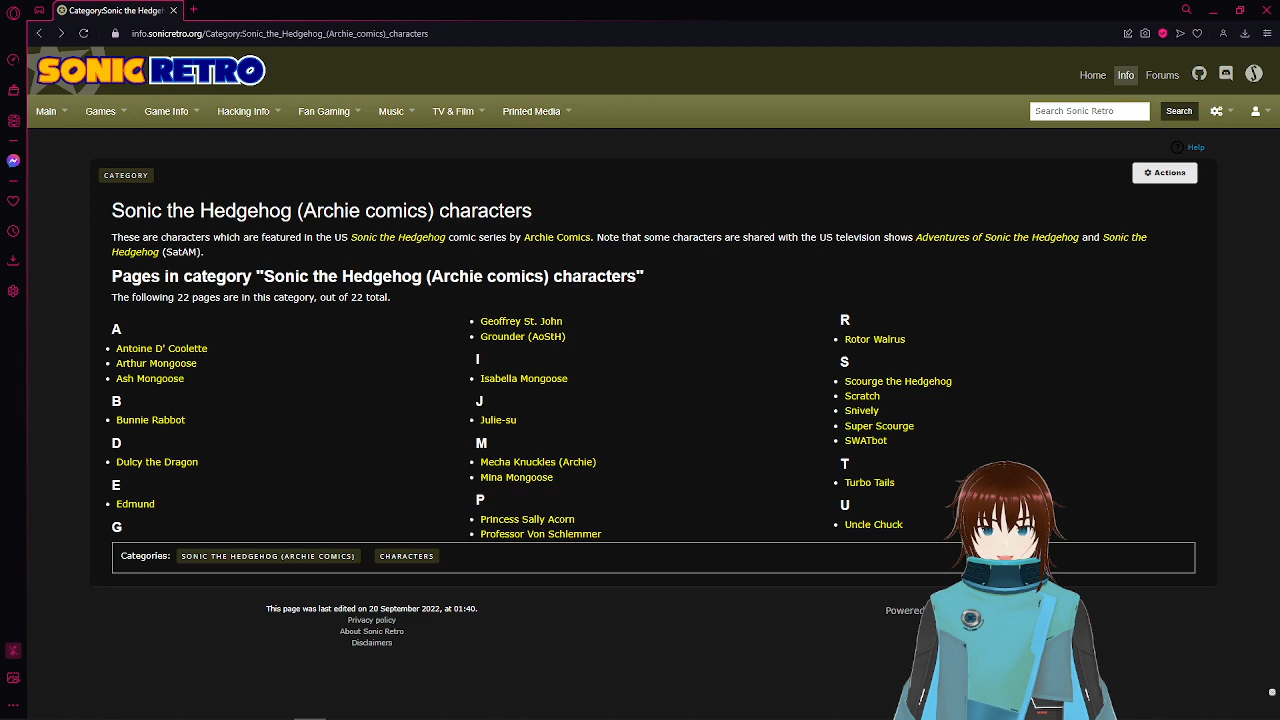 Category:Sonic the Hedge
info.sonicretro.org/Category:Sonic_the_Hedgehog_(Archie_comics)_characters
SONIC RETRO
Home Info Forums
Main Games Game Info Hacking Info Fan Gaming Music TV & Film Printed Media
Search Sonic Retro Search
Help
CATEGORY
Actions
Sonic the Hedgehog (Archie comics) characters
These are characters which are featured in the US Sonic the Hedgehog comic series by Archie Comics. Note that some characters are shared with the US television shows Adventures of Sonic the Hedgehog and Sonic the
Hedgehog (SatAM).
Pages in category "Sonic the Hedgehog (Archie comics) characters"
The following 22 pages are in this category, out of 22 total.
A
Antoine D' Coolette
Arthur Mongoose
Ash Mongoose
B
Bunnie Rabbot
D
Dulcy the Dragon
E
Edmund
G
Geoffrey St. John
Grounder (AoStH)
I
Isabella Mongoose
J
Julie-su
M
Mecha Knuckles (Archie)
Mina Mongoose
P
Princess Sally Acorn
Professor Von Schlemmer
R
Rotor Walrus
S
Scourge the Hedgehog
Scratch
Snively
Super Scourge
SWATbot
T
Turbo Tails
U
Uncle Chuck
Categories: SONIC THE HEDGEHOG (ARCHIE COMICS) CHARACTERS
This page was last edited on 20 September 2022, at 01:40.
Privacy policy
About Sonic Retro
Disclaimers
Powered